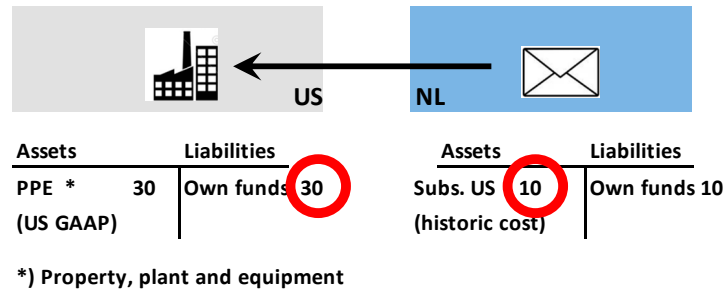 US NL
Assets Liabilities Assets Liabilities
PPE * 30 Own funds 30 Subs. US 10 Own funds 10
(US GAAP) (historic cost)
*) Property, plant and equipment